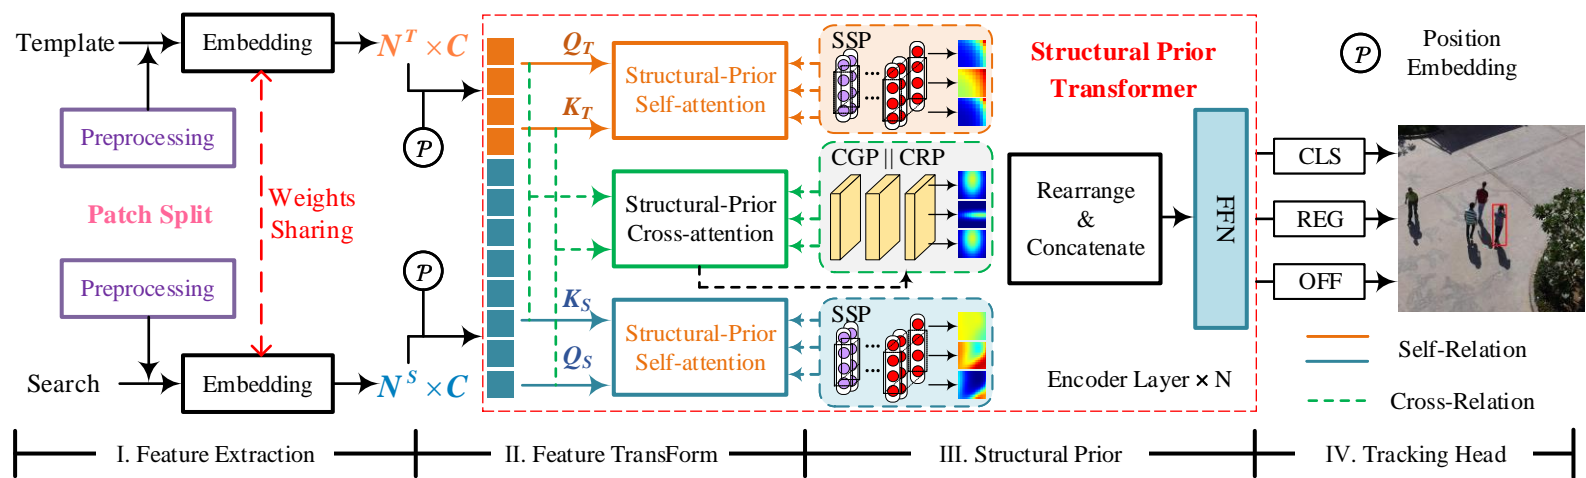 Template
Embedding
N^T × C
Preprocessing
𝒫
Patch Split
Weights
Sharing
Preprocessing
𝒫
Search
Embedding
N^S × C
Q_T
K_T
K_S
Q_S
Structural-Prior
Self-attention
Structural-Prior
Cross-attention
Structural-Prior
Self-attention
SSP
...
...
CGP || CRP
SSP
...
...
Structural Prior
Transformer
Rearrange
&
Concatenate
FFN
Encoder Layer × N
𝒫
Position
Embedding
CLS
REG
OFF
Self-Relation
Cross-Relation
I. Feature Extraction
II. Feature TransForm
III. Structural Prior
IV. Tracking Head